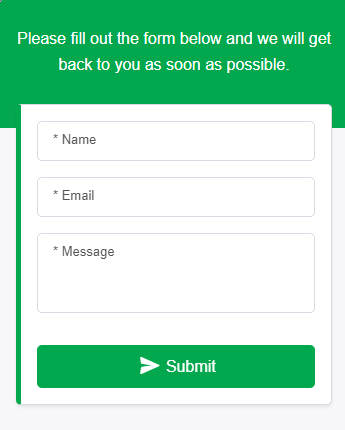 Please fill out the form below and we will get
back to you as soon as possible.
* Name
* Email
* Message
Submit